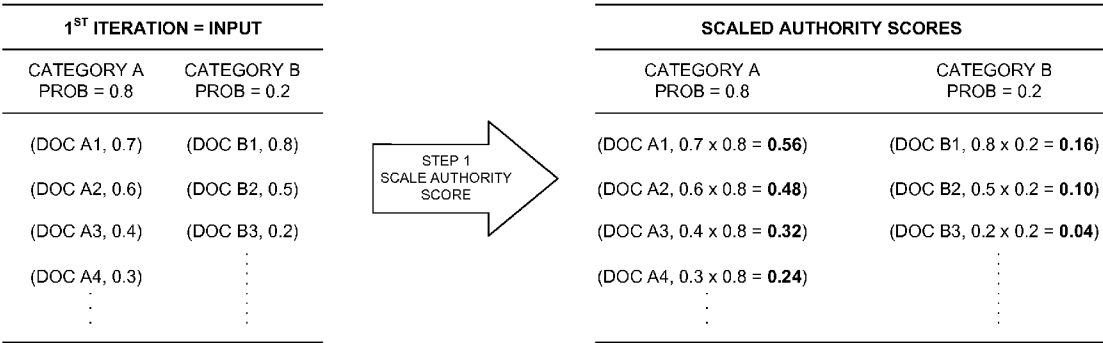 1ST ITERATION = INPUT
CATEGORY A CATEGORY B
PROB = 0.8 PROB = 0.2
(DOC A1, 0.7) (DOC B1, 0.8)
(DOC A2, 0.6) (DOC B2, 0.5)
(DOC A3, 0.4) (DOC B3, 0.2)
(DOC A4, 0.3)
STEP 1
SCALE AUTHORITY
SCORE
SCALED AUTHORITY SCORES
CATEGORY A CATEGORY B
PROB = 0.8 PROB = 0.2
(DOC A1, 0.7 x 0.8 = 0.56) (DOC B1, 0.8 x 0.2 = 0.16)
(DOC A2, 0.6 x 0.8 = 0.48) (DOC B2, 0.5 x 0.2 = 0.10)
(DOC A3, 0.4 x 0.8 = 0.32) (DOC B3, 0.2 x 0.2 = 0.04)
(DOC A4, 0.3 x 0.8 = 0.24)